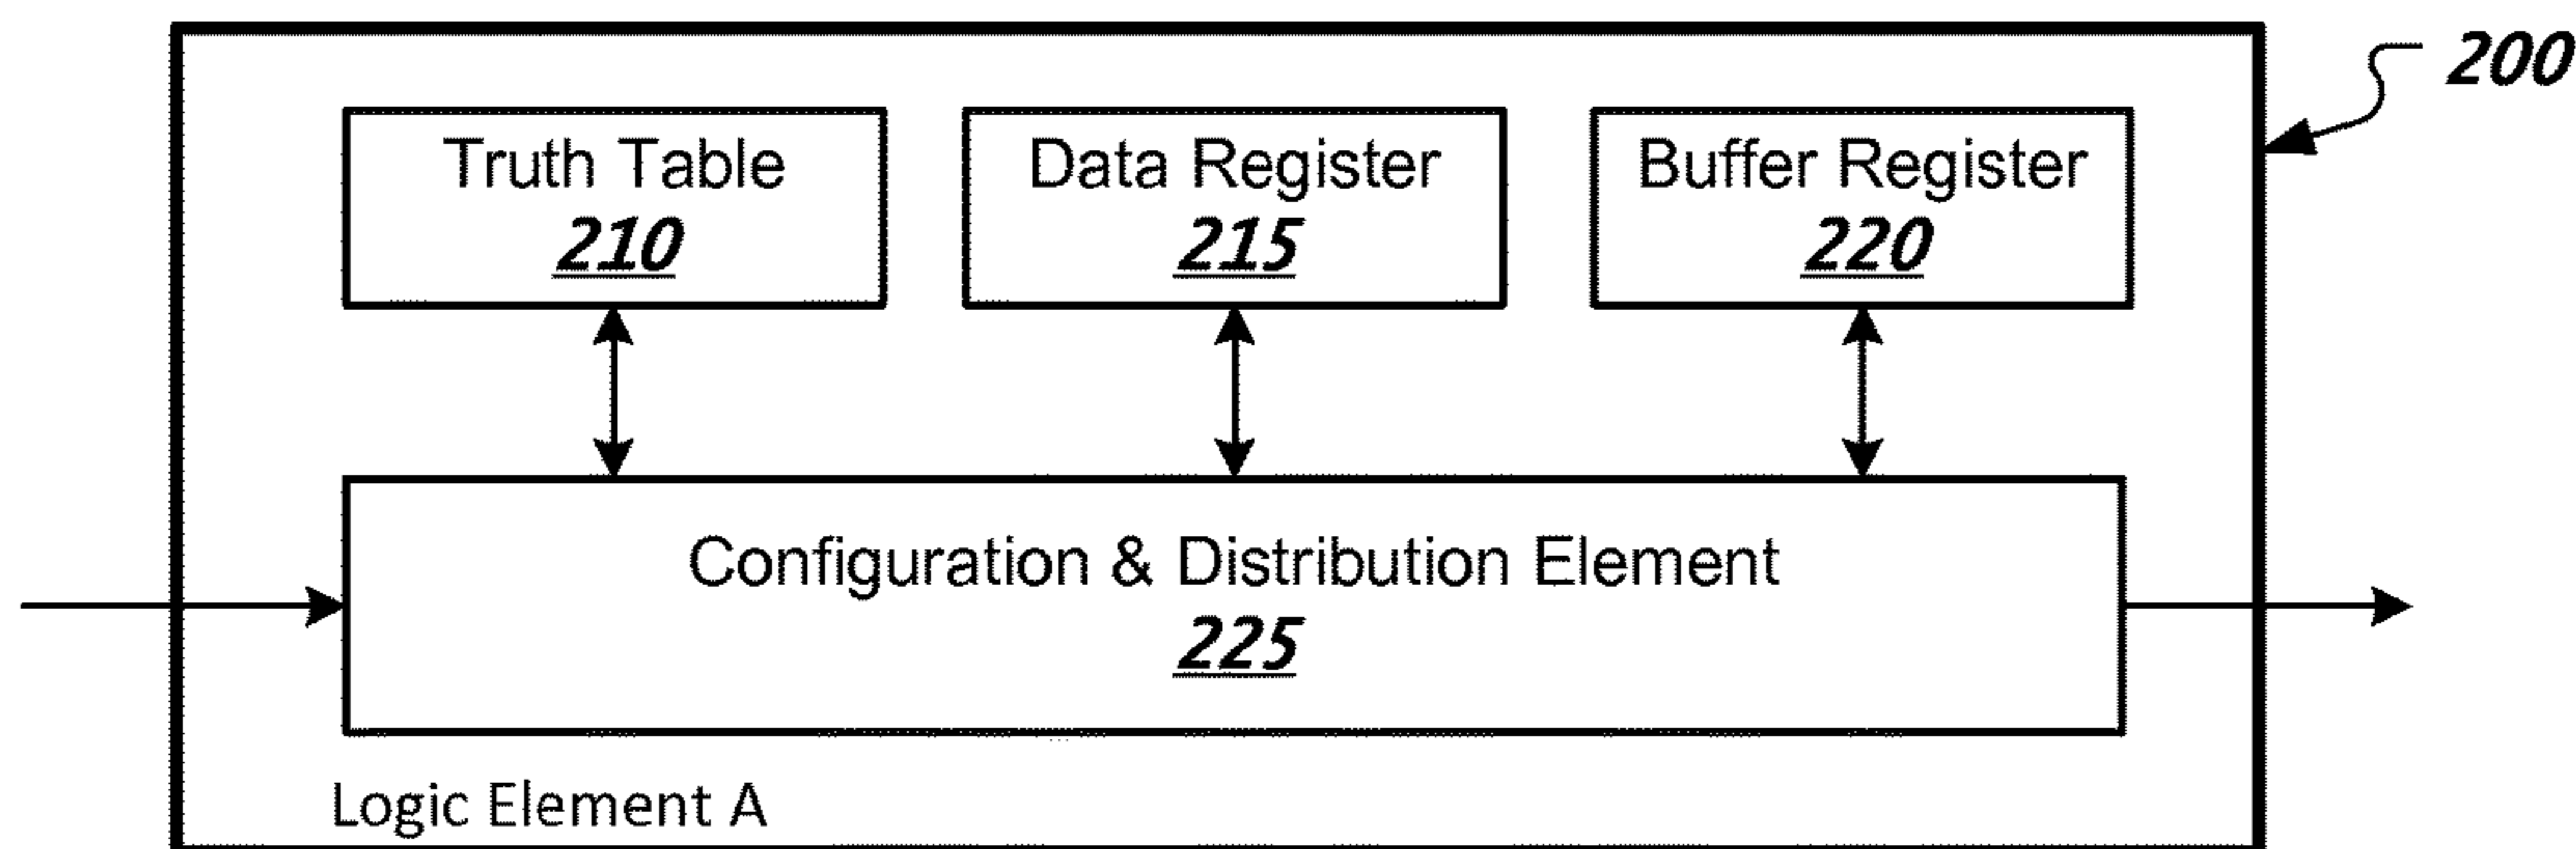 200
Truth Table
210
Data Register
215
Buffer Register
220
Configuration & Distribution Element
225
Logic Element A